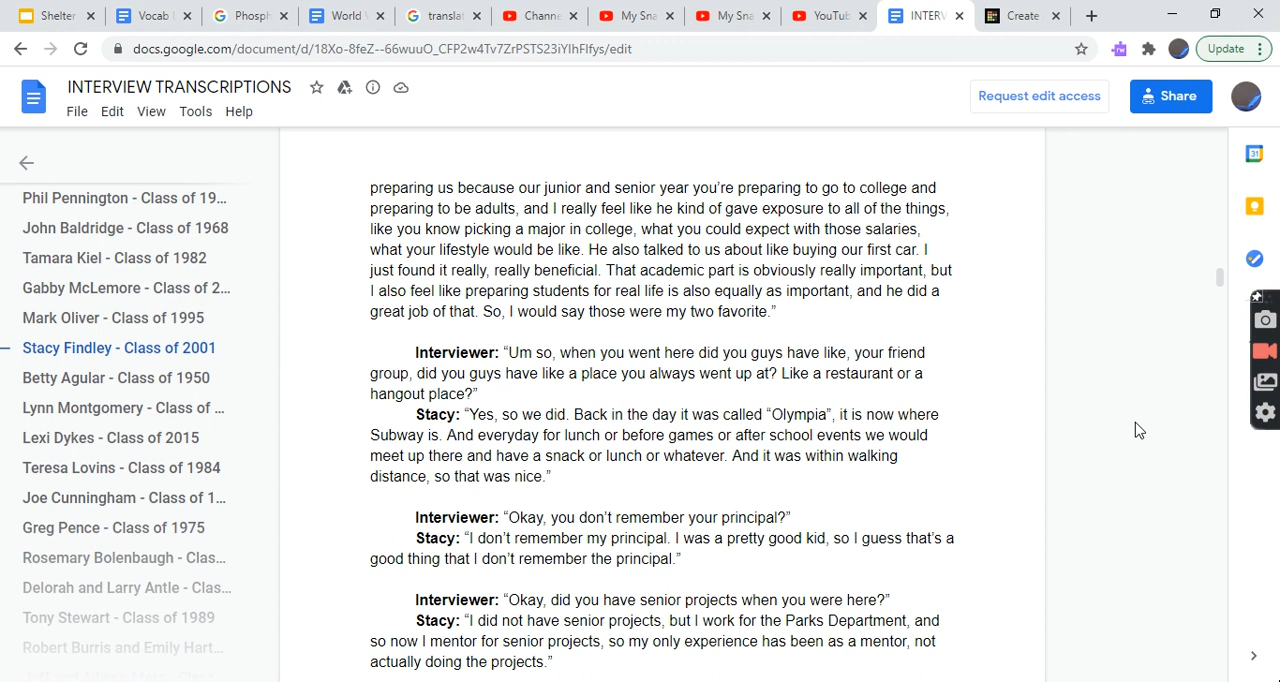 Shelter
Vocab
Phosph
World
translat
Channe
My Sna
My Sna
YouTub
INTERV
Create
docs.google.com/document/d/18Xo-8feZ--66wuuO_CFP2w4Tv7ZrPSTS23iYlhFlfys/edit
Update
INTERVIEW TRANSCRIPTIONS
File Edit View Tools Help
Request edit access
Share
Phil Pennington - Class of 19...
John Baldridge - Class of 1968
Tamara Kiel - Class of 1982
Gabby McLemore - Class of 2...
Mark Oliver - Class of 1995
Stacy Findley - Class of 2001
Betty Agular - Class of 1950
Lynn Montgomery - Class of ...
Lexi Dykes - Class of 2015
Teresa Lovins - Class of 1984
Joe Cunningham - Class of 1...
Greg Pence - Class of 1975
Rosemary Bolenbaugh - Clas...
Delorah and Larry Antle - Clas...
Tony Stewart - Class of 1989
Robert Burris and Emily Hart...
preparing us because our junior and senior year you’re preparing to go to college and
preparing to be adults, and I really feel like he kind of gave exposure to all of the things,
like you know picking a major in college, what you could expect with those salaries,
what your lifestyle would be like. He also talked to us about like buying our first car. I
just found it really, really beneficial. That academic part is obviously really important, but
I also feel like preparing students for real life is also equally as important, and he did a
great job of that. So, I would say those were my two favorite.”
Interviewer: “Um so, when you went here did you guys have like, your friend
group, did you guys have like a place you always went up at? Like a restaurant or a
hangout place?”
Stacy: “Yes, so we did. Back in the day it was called “Olympia”, it is now where
Subway is. And everyday for lunch or before games or after school events we would
meet up there and have a snack or lunch or whatever. And it was within walking
distance, so that was nice.”
Interviewer: “Okay, you don’t remember your principal?”
Stacy: “I don’t remember my principal. I was a pretty good kid, so I guess that’s a
good thing that I don’t remember the principal.”
Interviewer: “Okay, did you have senior projects when you were here?”
Stacy: “I did not have senior projects, but I work for the Parks Department, and
so now I mentor for senior projects, so my only experience has been as a mentor, not
actually doing the projects.”
31